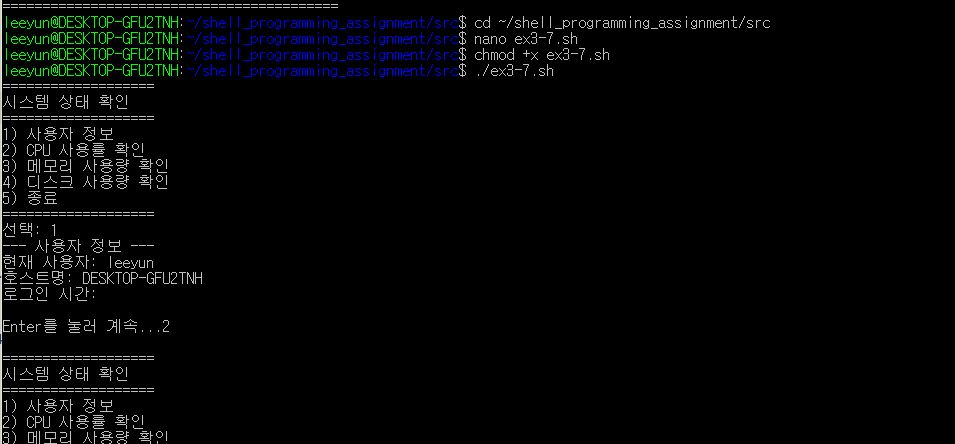 ==========================================
leeyun@DESKTOP-GFU2TNH:~/shell_programming_assignment/src$ cd ~/shell_programming_assignment/src
leeyun@DESKTOP-GFU2TNH:~/shell_programming_assignment/src$ nano ex3-7.sh
leeyun@DESKTOP-GFU2TNH:~/shell_programming_assignment/src$ chmod +x ex3-7.sh
leeyun@DESKTOP-GFU2TNH:~/shell_programming_assignment/src$ ./ex3-7.sh
===================
시스템 상태 확인
===================
1) 사용자 정보
2) CPU 사용률 확인
3) 메모리 사용량 확인
4) 디스크 사용량 확인
5) 종료
===================
선택: 1
--- 사용자 정보 ---
현재 사용자: leeyun
호스트명: DESKTOP-GFU2TNH
로그인 시간:
Enter를 눌러 계속...2
===================
시스템 상태 확인
===================
1) 사용자 정보
2) CPU 사용률 확인
3) 메모리 사용량 확인